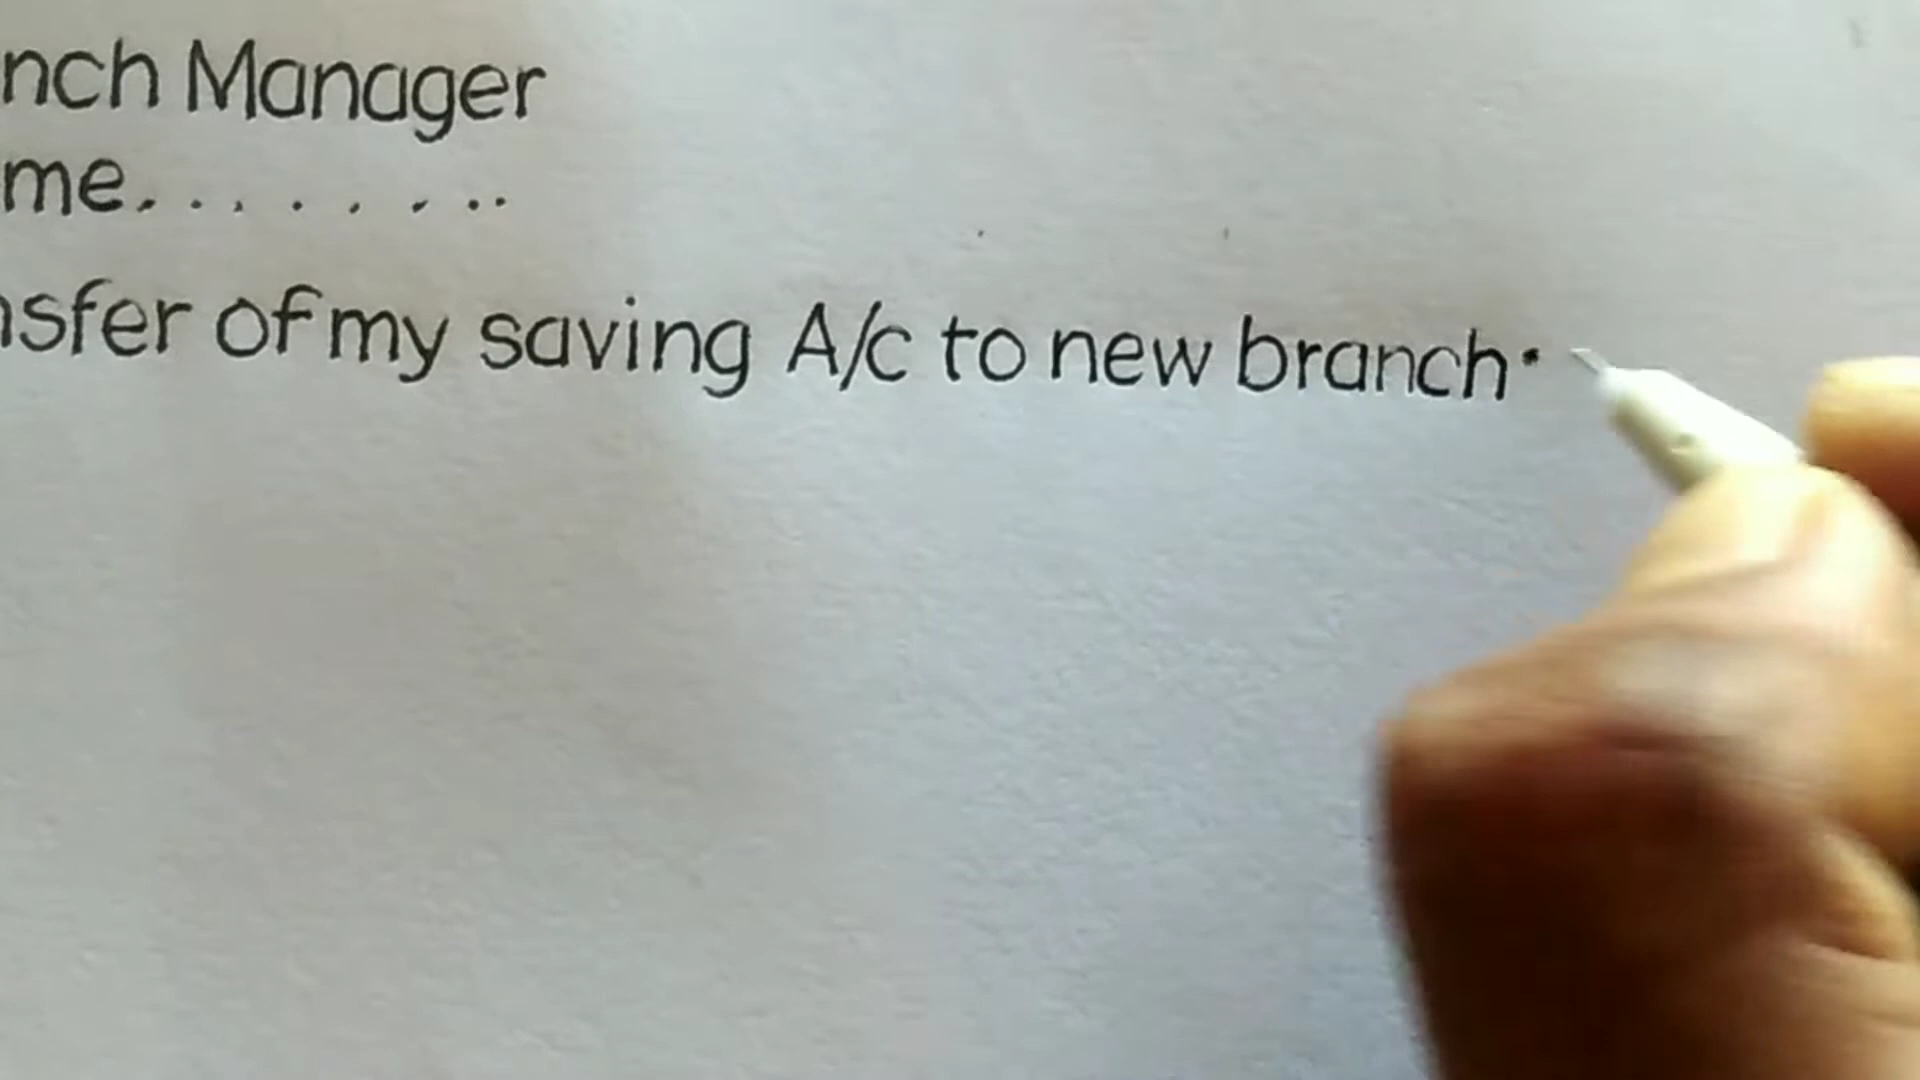 nch Manager
me........
nsfer of my saving A/c to new branch.